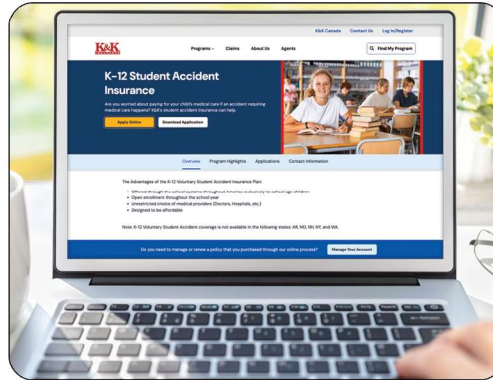 K&K Canada Contact Us Log In/Register
K&K
INSURANCE
Programs Claims About Us Agents Find My Program
K-12 Student Accident
Insurance
Are you worried about paying for your child's medical care if an accident requiring
medical care happens? K&K's student accident insurance can help.
Apply Online Download Application
Overview Program Highlights Applications Contact Information
The Advantages of the K-12 Voluntary Student Accident Insurance Plan:
• Open enrollment throughout the school year
• Unrestricted choice of medical providers (Doctors, Hospitals, etc.)
• Designed to be affordable
Note: K-12 Voluntary Student Accident coverage is not available in the following states: AR, MD, NH, NY, and WA.
Do you need to manage or renew a policy that you purchased through our online process? Manage Your Account